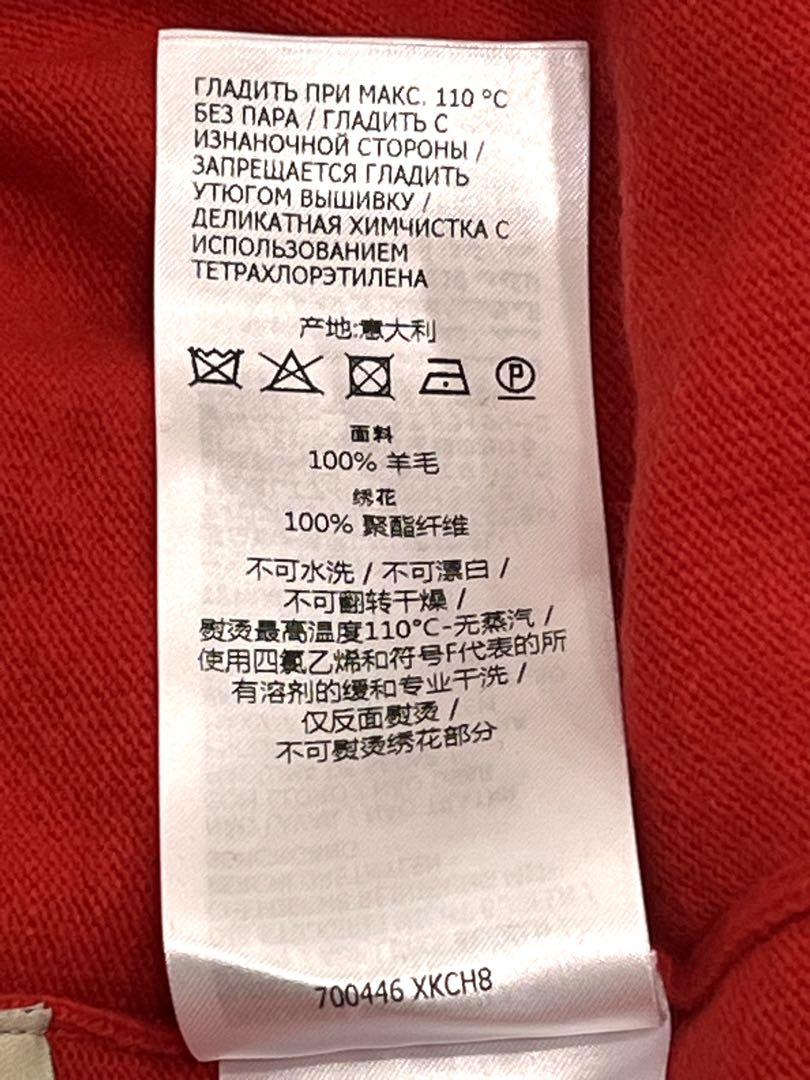 ГЛАДИТЬ ПРИ МАКС. 110 °C
БЕЗ ПАРА / ГЛАДИТЬ С
ИЗНАНОЧНОЙ СТОРОНЫ /
ЗАПРЕЩАЕТСЯ ГЛАДИТЬ
УТЮГОМ ВЫШИВКУ /
ДЕЛИКАТНАЯ ХИМЧИСТКА С
ИСПОЛЬЗОВАНИЕМ
ТЕТРАХЛОРЭТИЛЕНА
产地:意大利
P
面料
100% 羊毛
绣花
100% 聚酯纤维
不可水洗 / 不可漂白 /
不可翻转干燥 /
熨烫最高温度110°C-无蒸汽 /
使用四氯乙烯和符号F代表的所
有溶剂的缓和专业干洗 /
仅反面熨烫 /
不可熨烫绣花部分
700446 XKCH8